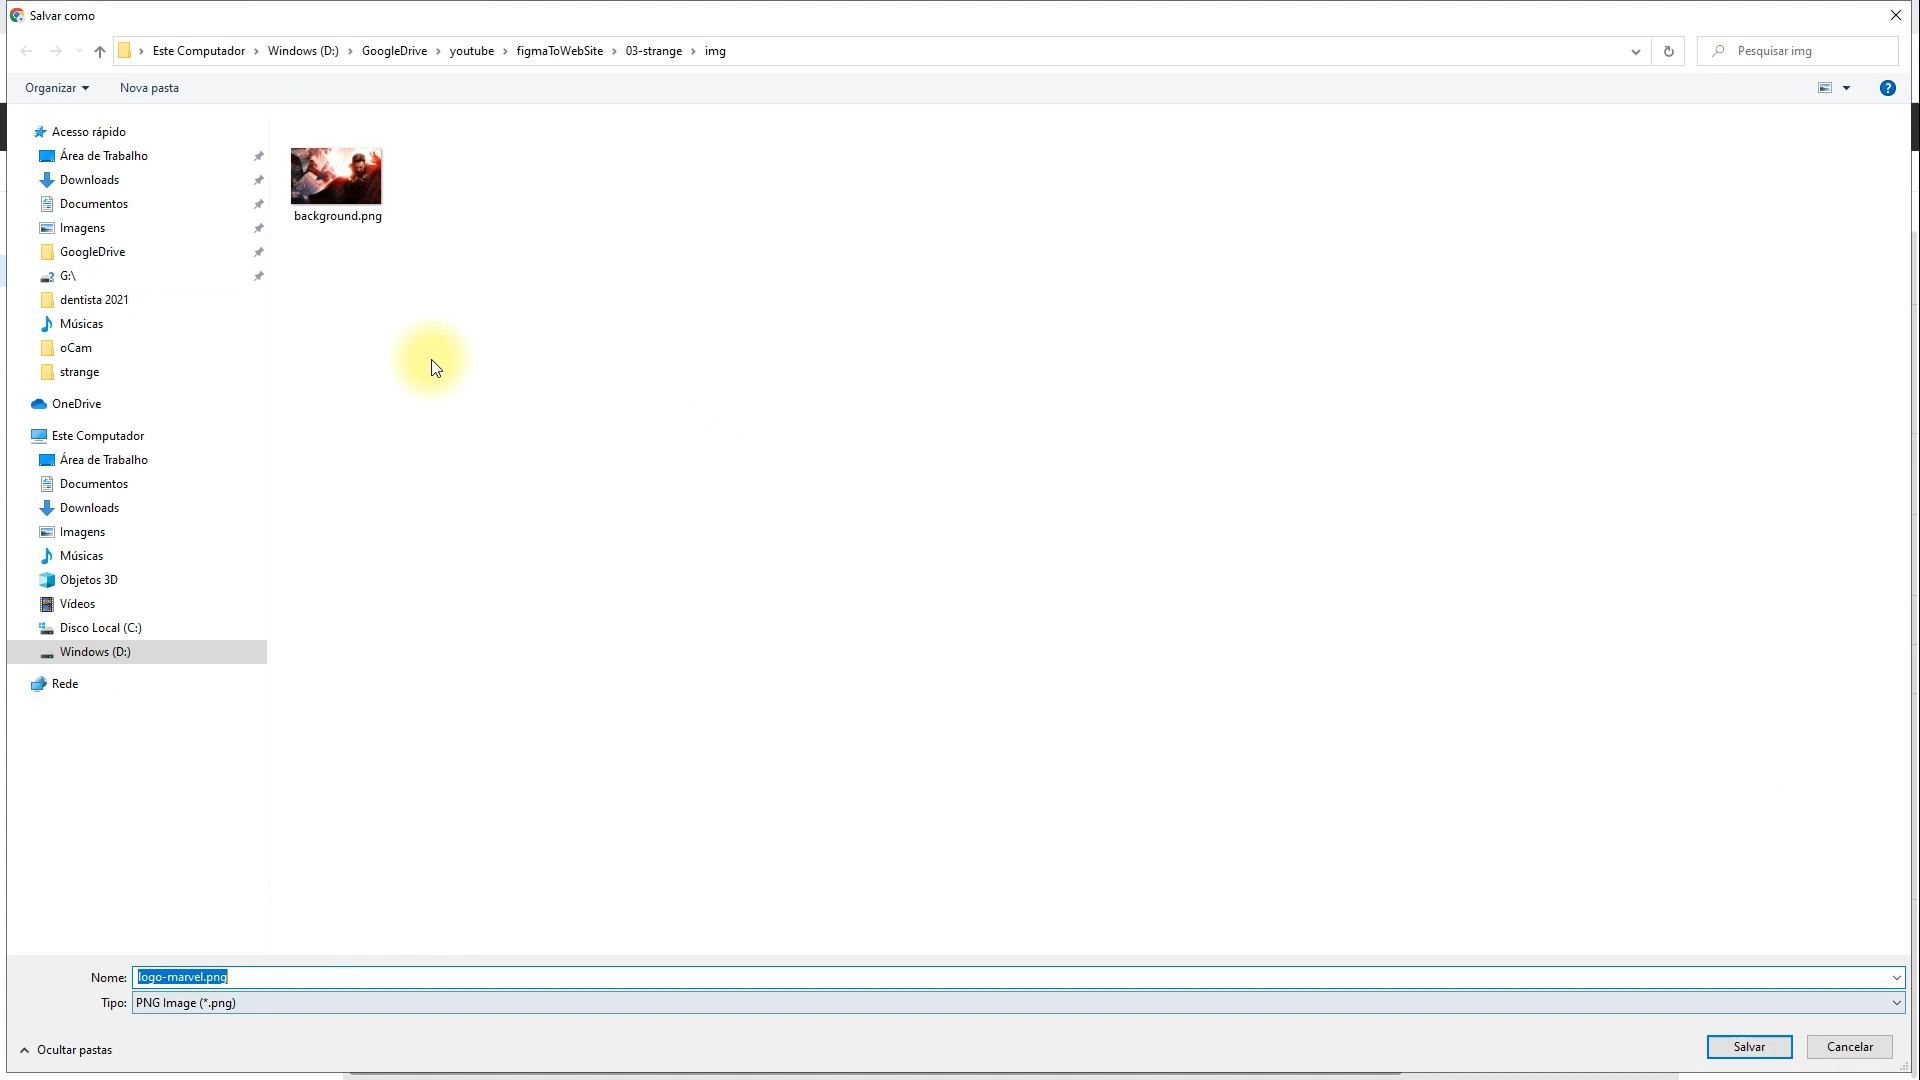 Salvar como
Este Computador > Windows (D:) > GoogleDrive > youtube > figmaToWebSite > 03-strange > img
Pesquisar img
Organizar
Nova pasta
?
Acesso rápido
Área de Trabalho
Downloads
Documentos
Imagens
GoogleDrive
G:\
dentista 2021
Músicas
oCam
strange
OneDrive
Este Computador
Área de Trabalho
Documentos
Downloads
Imagens
Músicas
Objetos 3D
Vídeos
Disco Local (C:)
Windows (D:)
Rede
background.png
Nome: logo-marvel.png
Tipo: PNG Image (*.png)
Ocultar pastas
Salvar
Cancelar